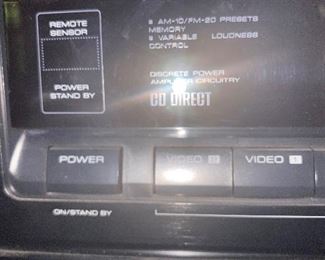 REMOTE
SENSOR
AM-10/FM-20 PRESETS
MEMORY
VARIABLE LOUDNESS
CONTROL
POWER
STAND BY
DISCRETE POWER
AMPLIFIER CIRCUITRY
CD DIRECT
POWER
VIDEO
VIDEO 1
ON/STAND BY